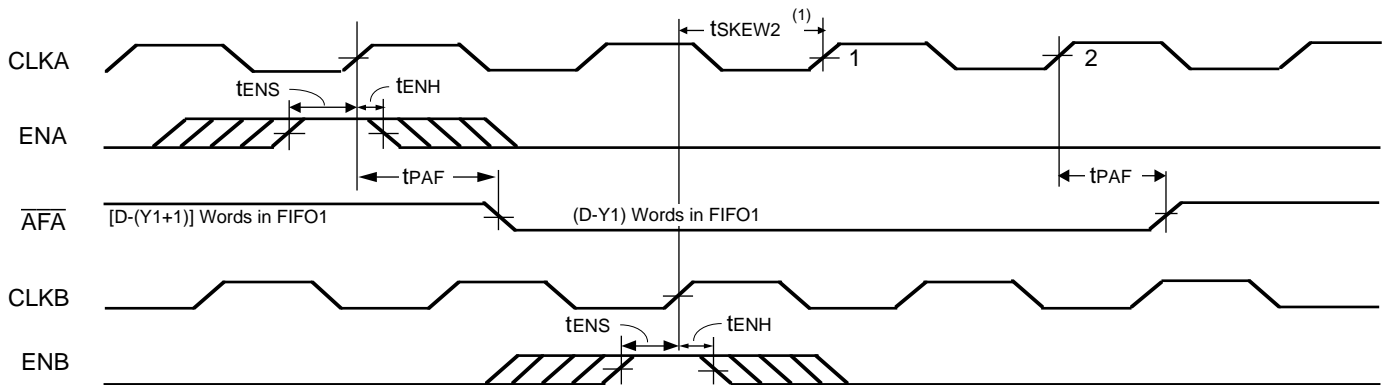 tSKEW2 (1)
CLKA 1 2
tENS tENH
ENA
tPAF tPAF
AFA [D-(Y1+1)] Words in FIFO1 (D-Y1) Words in FIFO1
CLKB
tENS tENH
ENB